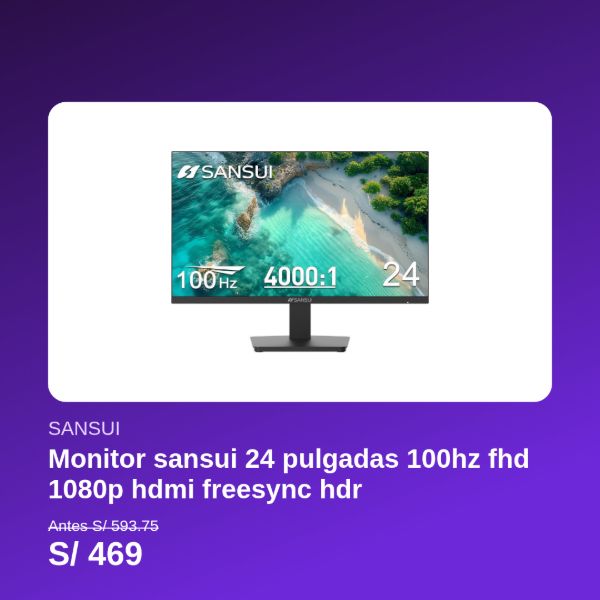 SANSUI
100Hz 4000:1 24
SANSUI
SANSUI
Monitor sansui 24 pulgadas 100hz fhd
1080p hdmi freesync hdr
Antes S/ 593.75
S/ 469